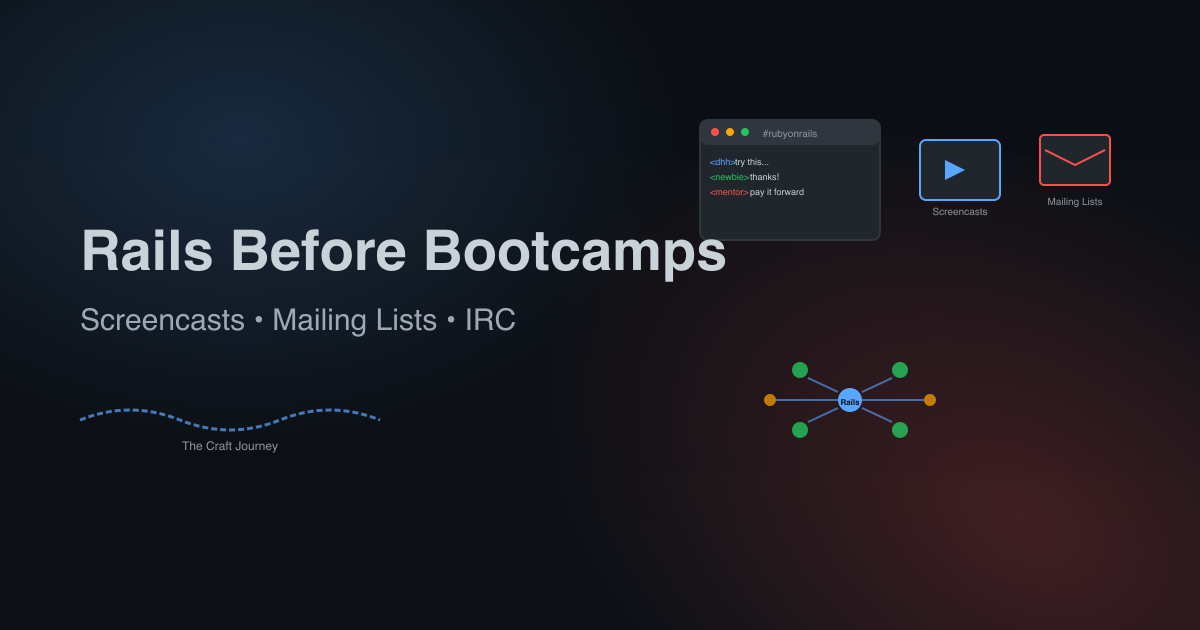 #rubyonrails
<dhh>try this...
<newbie>thanks!
<mentor>pay it forward
Screencasts
Mailing Lists
Rails Before Bootcamps
Screencasts • Mailing Lists • IRC
Rails
The Craft Journey